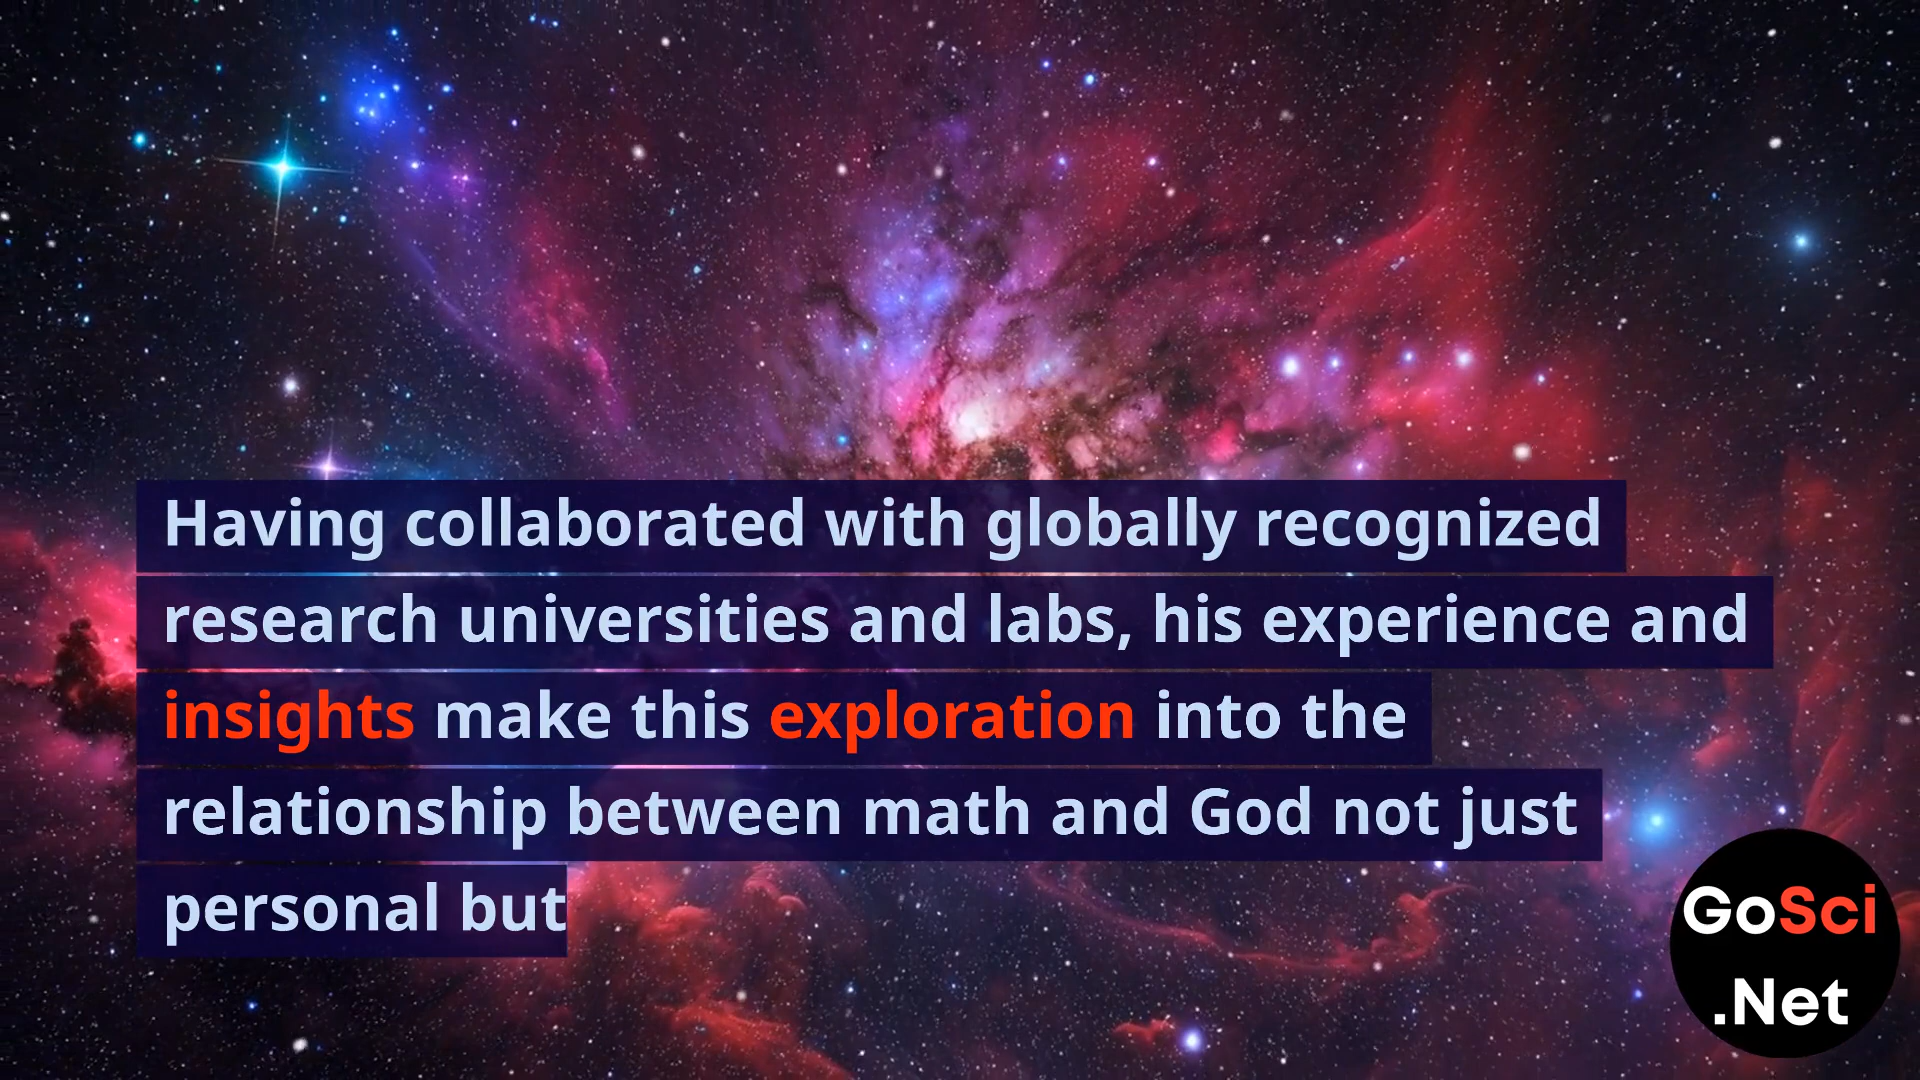 Having collaborated with globally recognized
research universities and labs, his experience and
insights make this exploration into the
relationship between math and God not just
personal but
GoSci
.Net